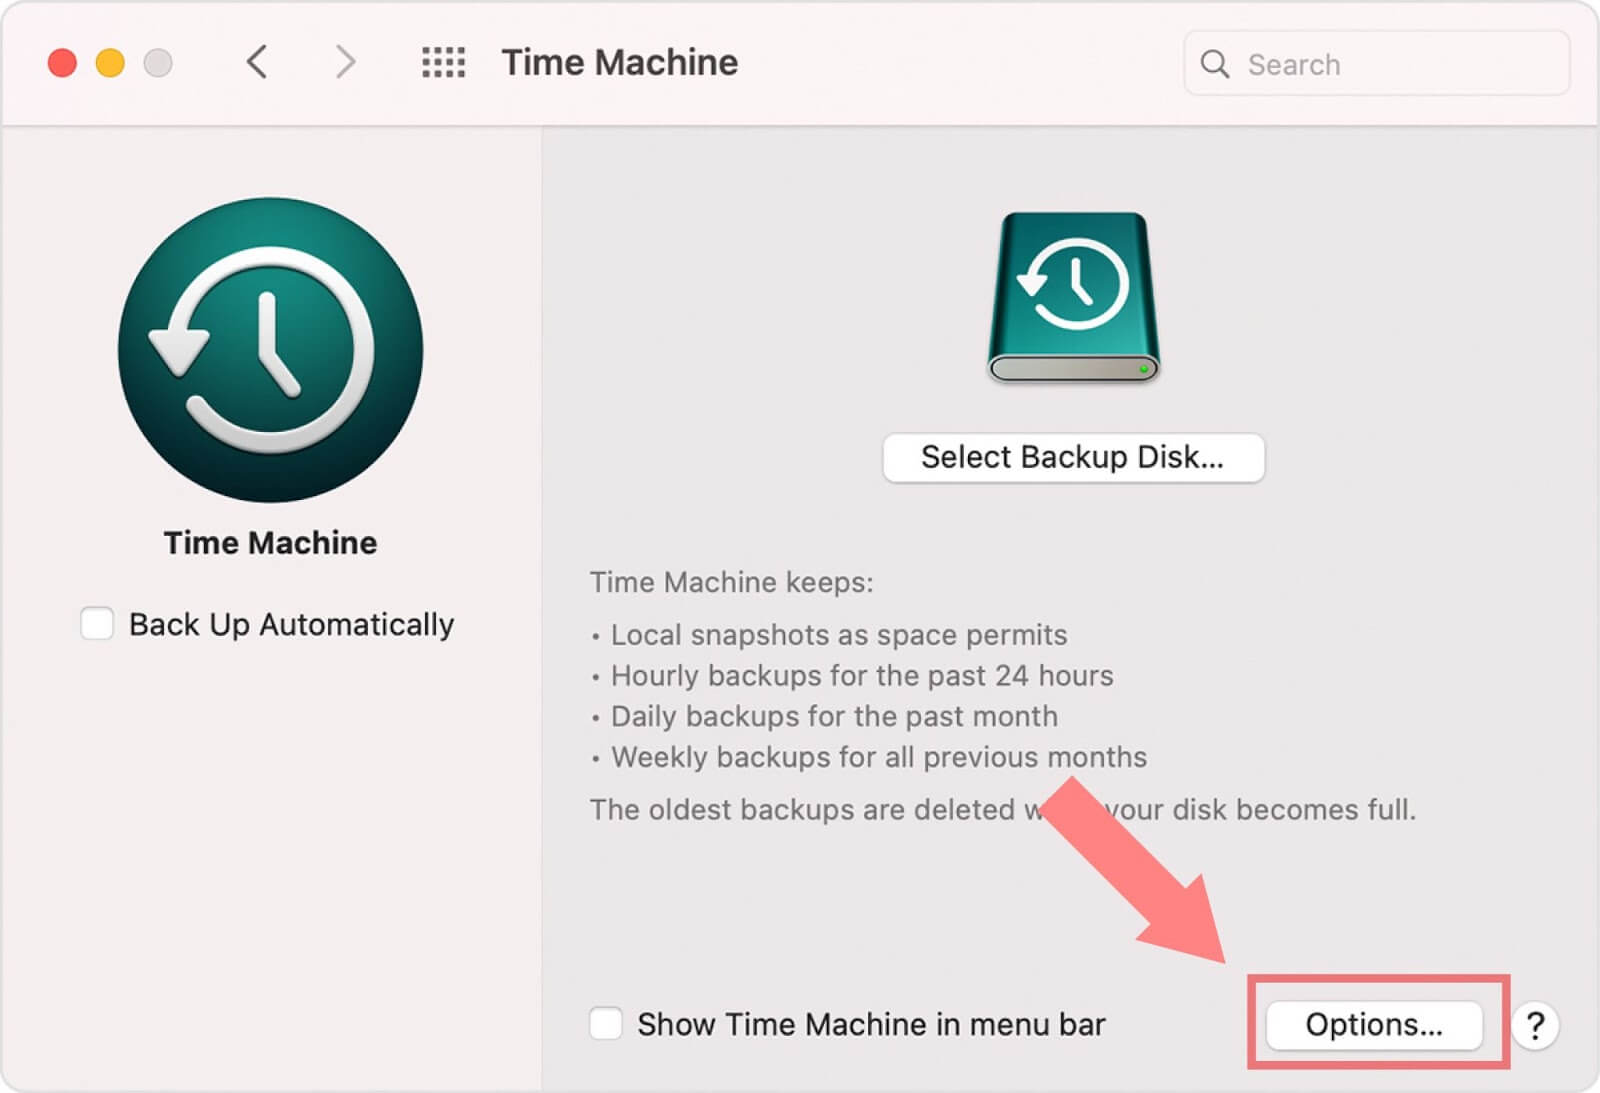 Time Machine
Search
Time Machine
Back Up Automatically
Select Backup Disk...
Time Machine keeps:
• Local snapshots as space permits
• Hourly backups for the past 24 hours
• Daily backups for the past month
• Weekly backups for all previous months
The oldest backups are deleted your disk becomes full.
Show Time Machine in menu bar
Options...
?